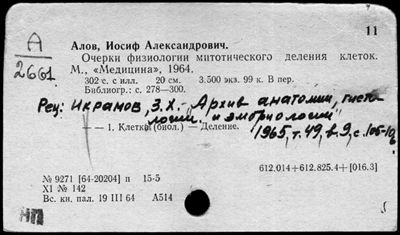 11
А
2661.
Алов, Иосиф Александрович.
Очерки физиологии митотического деления клеток.
М., «Медицина», 1964.
302 с. с илл. 20 см. 3.500 экз. 99 к. В пер.
Библиогр.: с. 278—300.
Рец: Икрамов, З.Х. "Архив анатомии, гисто-
логии и эмбриологии"
— 1. Клетки (биол.) — Деление.
1965, т. 49, в. 9, с. 105-106.
612.014+612.825.4+[016.3]
№ 9271 [64-20204] п 15-5
XI № 142
Вс. кн. пал. 19 III 64 А514
НП